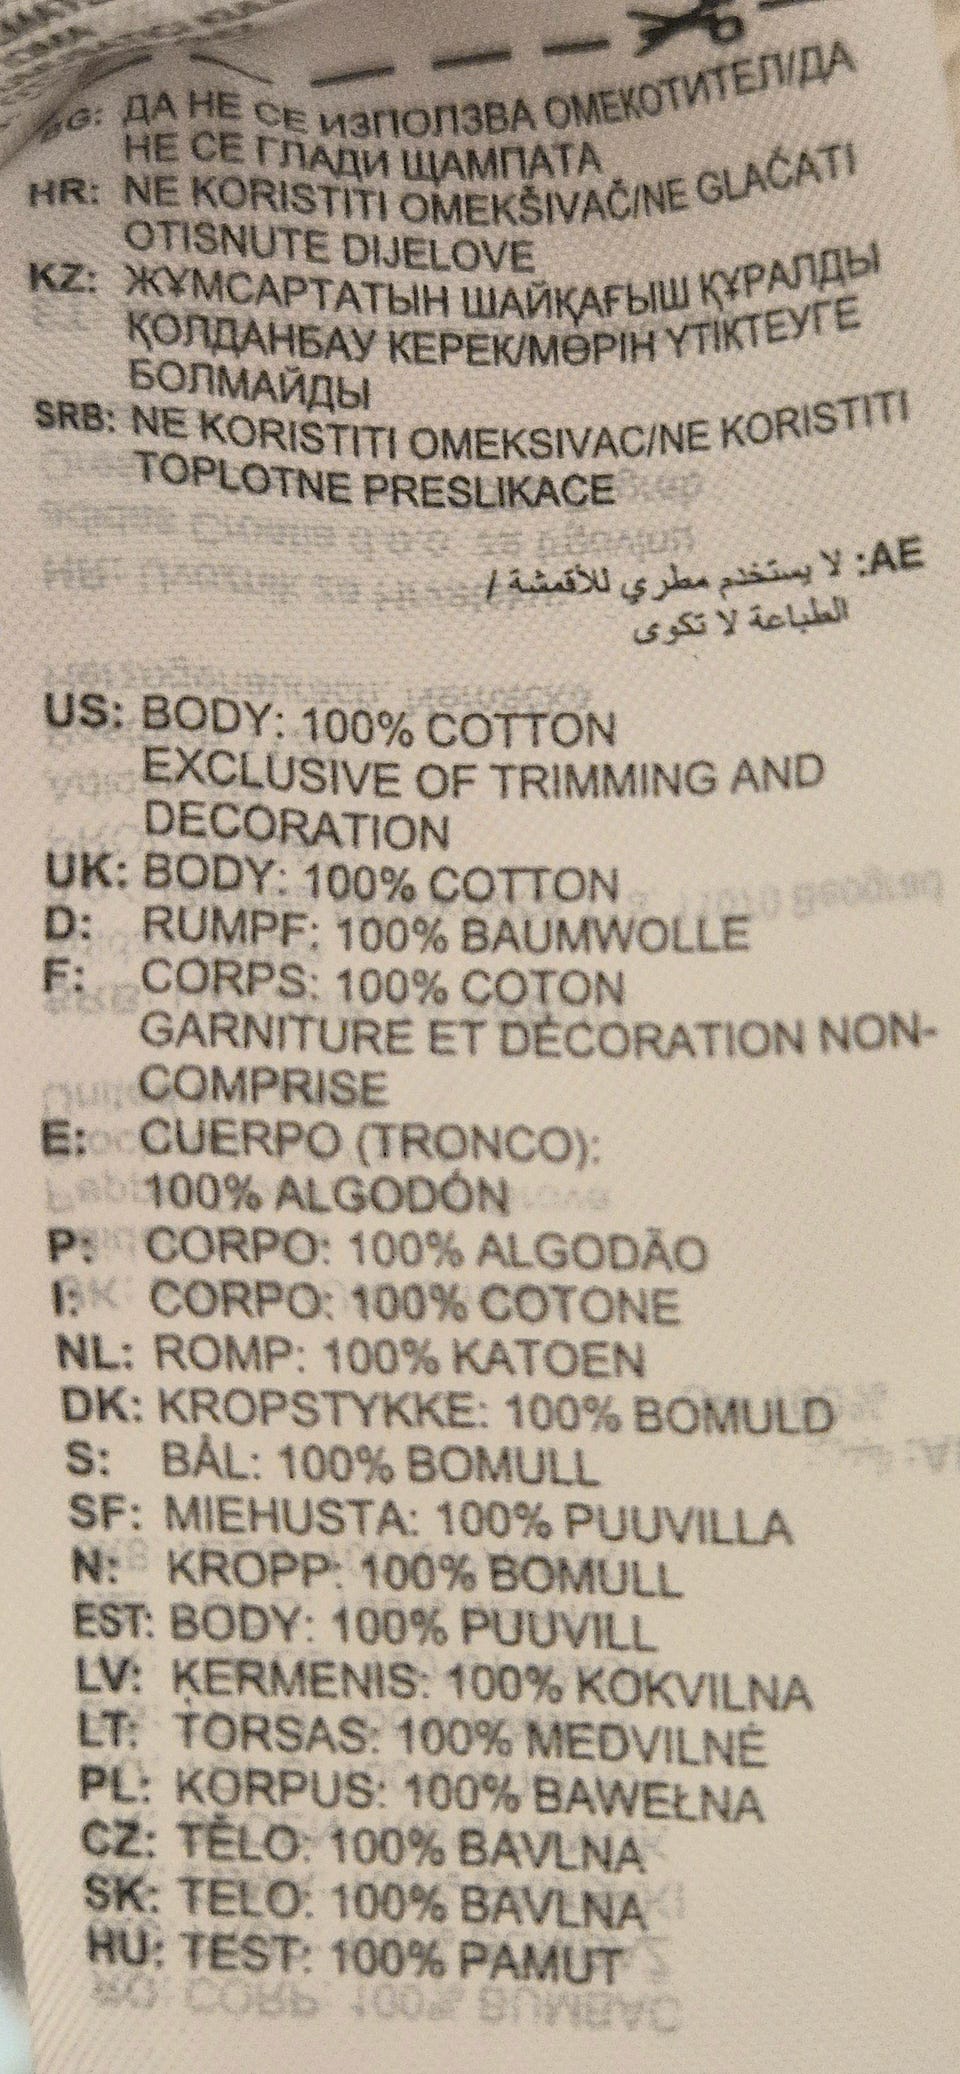 BG: ДА НЕ СЕ ИЗПОЛЗВА ОМЕКОТИТЕЛ/ДА
НЕ СЕ ГЛАДИ ЩАМПАТА
HR: NE KORISTITI OMEKŠIVAČ/NE GLAČATI
OTISNUTE DIJELOVE
KZ: ЖҰМСАРТАТЫН ШАЙҚАҒЫШ ҚҰРАЛДЫ
ҚОЛДАНБАУ КЕРЕК/МӨРІН ҮТІКТЕУГЕ
БОЛМАЙДЫ
SRB: NE KORISTITI OMEKSIVAC/NE KORISTITI
TOPLOTNE PRESLIKACE
AE: لا يستخدم مطري للأقمشة /
الطباعة لا تكوى
US: BODY: 100% COTTON
EXCLUSIVE OF TRIMMING AND
DECORATION
UK: BODY: 100% COTTON
D: RUMPF: 100% BAUMWOLLE
F: CORPS: 100% COTON
GARNITURE ET DÉCORATION NON-
COMPRISE
E: CUERPO (TRONCO):
100% ALGODÓN
P: CORPO: 100% ALGODÃO
I: CORPO: 100% COTONE
NL: ROMP: 100% KATOEN
DK: KROPSTYKKE: 100% BOMULD
S: BÅL: 100% BOMULL
SF: MIEHUSTA: 100% PUUVILLA
N: KROPP: 100% BOMULL
EST: BODY: 100% PUUVILL
LV: ĶERMENIS: 100% KOKVILNA
LT: TORSAS: 100% MEDVILNĖ
PL: KORPUS: 100% BAWEŁNA
CZ: TĚLO: 100% BAVLNA
SK: TELO: 100% BAVLNA
HU: TEST: 100% PAMUT